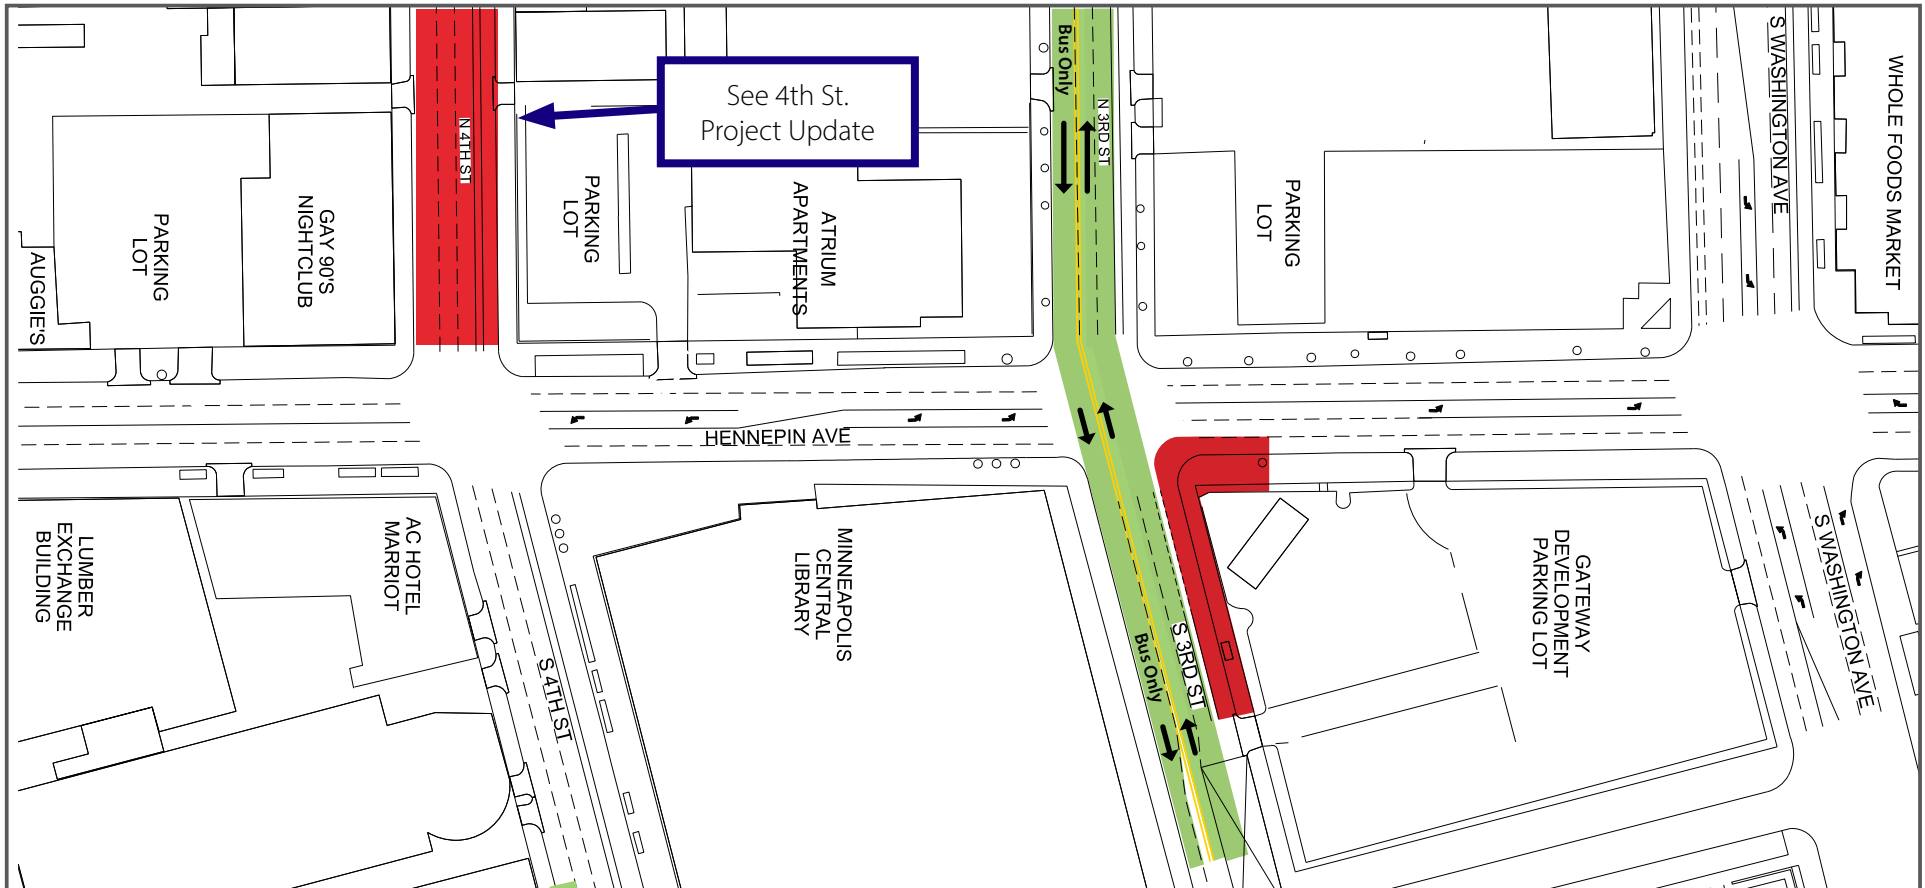 See 4th St.
Project Update
N 4TH ST
Bus Only
N 3RD ST
S WASHINGTON AVE
WHOLE FOODS MARKET
AUGGIE'S
PARKING
LOT
GAY 90'S
NIGHTCLUB
PARKING
LOT
ATRIUM
APARTMENTS
PARKING
LOT
HENNEPIN AVE
LUMBER
EXCHANGE
BUILDING
AC HOTEL
MARRIOT
S 4TH ST
MINNEAPOLIS
CENTRAL
LIBRARY
Bus Only
S 3RD ST
GATEWAY
DEVELOPMENT
PARKING LOT
S WASHINGTON AVE